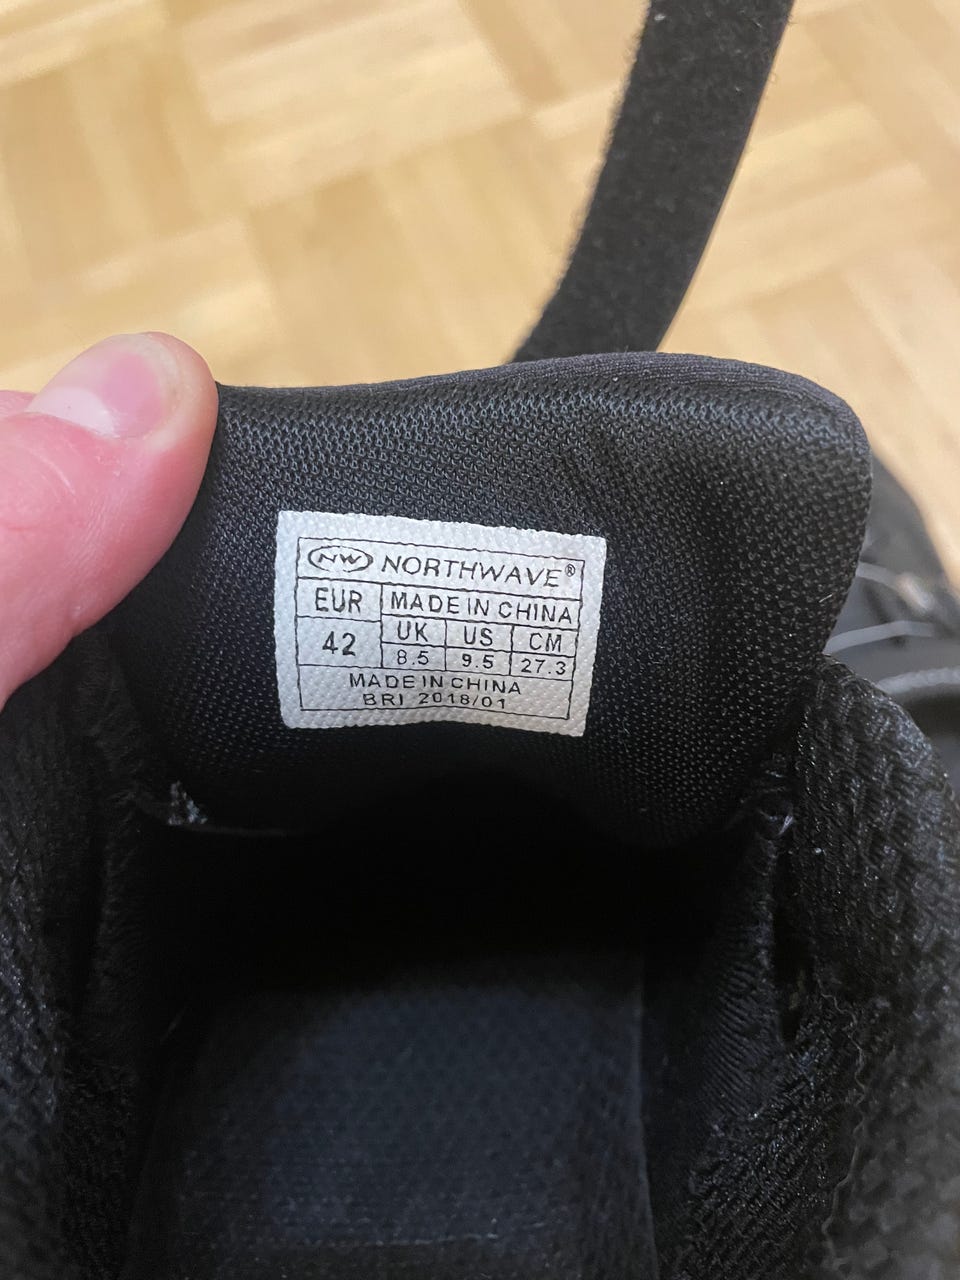 NW NORTHWAVE®
EUR MADE IN CHINA
42 UK US CM
8.5 9.5 27.3
MADE IN CHINA
BRI 2018/01